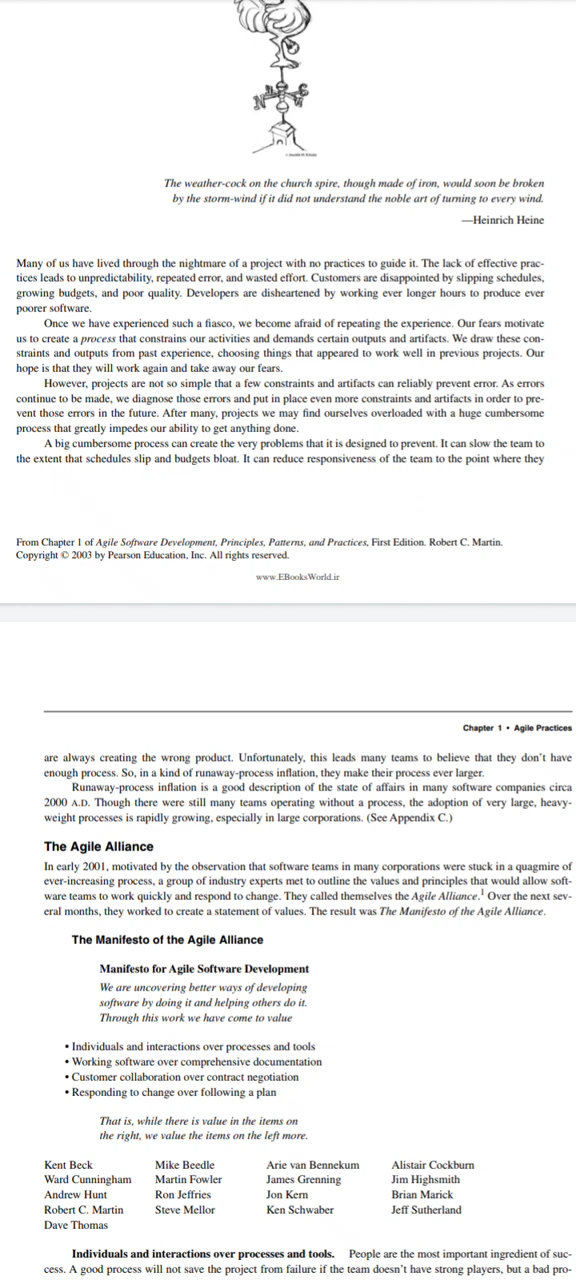 The weather-cock on the church spire, though made of iron, would soon be broken
by the storm-wind if it did not understand the noble art of turning to every wind.
—Heinrich Heine
Many of us have lived through the nightmare of a project with no practices to guide it. The lack of effective prac-
tices leads to unpredictability, repeated error, and wasted effort. Customers are disappointed by slipping schedules,
growing budgets, and poor quality. Developers are disheartened by working ever longer hours to produce ever
poorer software.
Once we have experienced such a fiasco, we become afraid of repeating the experience. Our fears motivate
us to create a process that constrains our activities and demands certain outputs and artifacts. We draw these con-
straints and outputs from past experience, choosing things that appeared to work well in previous projects. Our
hope is that they will work again and take away our fears.
However, projects are not so simple that a few constraints and artifacts can reliably prevent error. As errors
continue to be made, we diagnose those errors and put in place even more constraints and artifacts in order to pre-
vent those errors in the future. After many, projects we may find ourselves overloaded with a huge cumbersome
process that greatly impedes our ability to get anything done.
A big cumbersome process can create the very problems that it is designed to prevent. It can slow the team to
the extent that schedules slip and budgets bloat. It can reduce responsiveness of the team to the point where they
From Chapter 1 of Agile Software Development, Principles, Patterns, and Practices, First Edition. Robert C. Martin.
Copyright © 2003 by Pearson Education, Inc. All rights reserved.
www.EBooksWorld.ir
Chapter 1 • Agile Practices
are always creating the wrong product. Unfortunately, this leads many teams to believe that they don't have
enough process. So, in a kind of runaway-process inflation, they make their process ever larger.
Runaway-process inflation is a good description of the state of affairs in many software companies circa
2000 A.D. Though there were still many teams operating without a process, the adoption of very large, heavy-
weight processes is rapidly growing, especially in large corporations. (See Appendix C.)
The Agile Alliance
In early 2001, motivated by the observation that software teams in many corporations were stuck in a quagmire of
ever-increasing process, a group of industry experts met to outline the values and principles that would allow soft-
ware teams to work quickly and respond to change. They called themselves the Agile Alliance.1 Over the next sev-
eral months, they worked to create a statement of values. The result was The Manifesto of the Agile Alliance.
The Manifesto of the Agile Alliance
Manifesto for Agile Software Development
We are uncovering better ways of developing
software by doing it and helping others do it.
Through this work we have come to value
• Individuals and interactions over processes and tools
• Working software over comprehensive documentation
• Customer collaboration over contract negotiation
• Responding to change over following a plan
That is, while there is value in the items on
the right, we value the items on the left more.
Kent Beck Mike Beedle Arie van Bennekum Alistair Cockburn
Ward Cunningham Martin Fowler James Grenning Jim Highsmith
Andrew Hunt Ron Jeffries Jon Kern Brian Marick
Robert C. Martin Steve Mellor Ken Schwaber Jeff Sutherland
Dave Thomas
Individuals and interactions over processes and tools. People are the most important ingredient of suc-
cess. A good process will not save the project from failure if the team doesn't have strong players, but a bad pro-